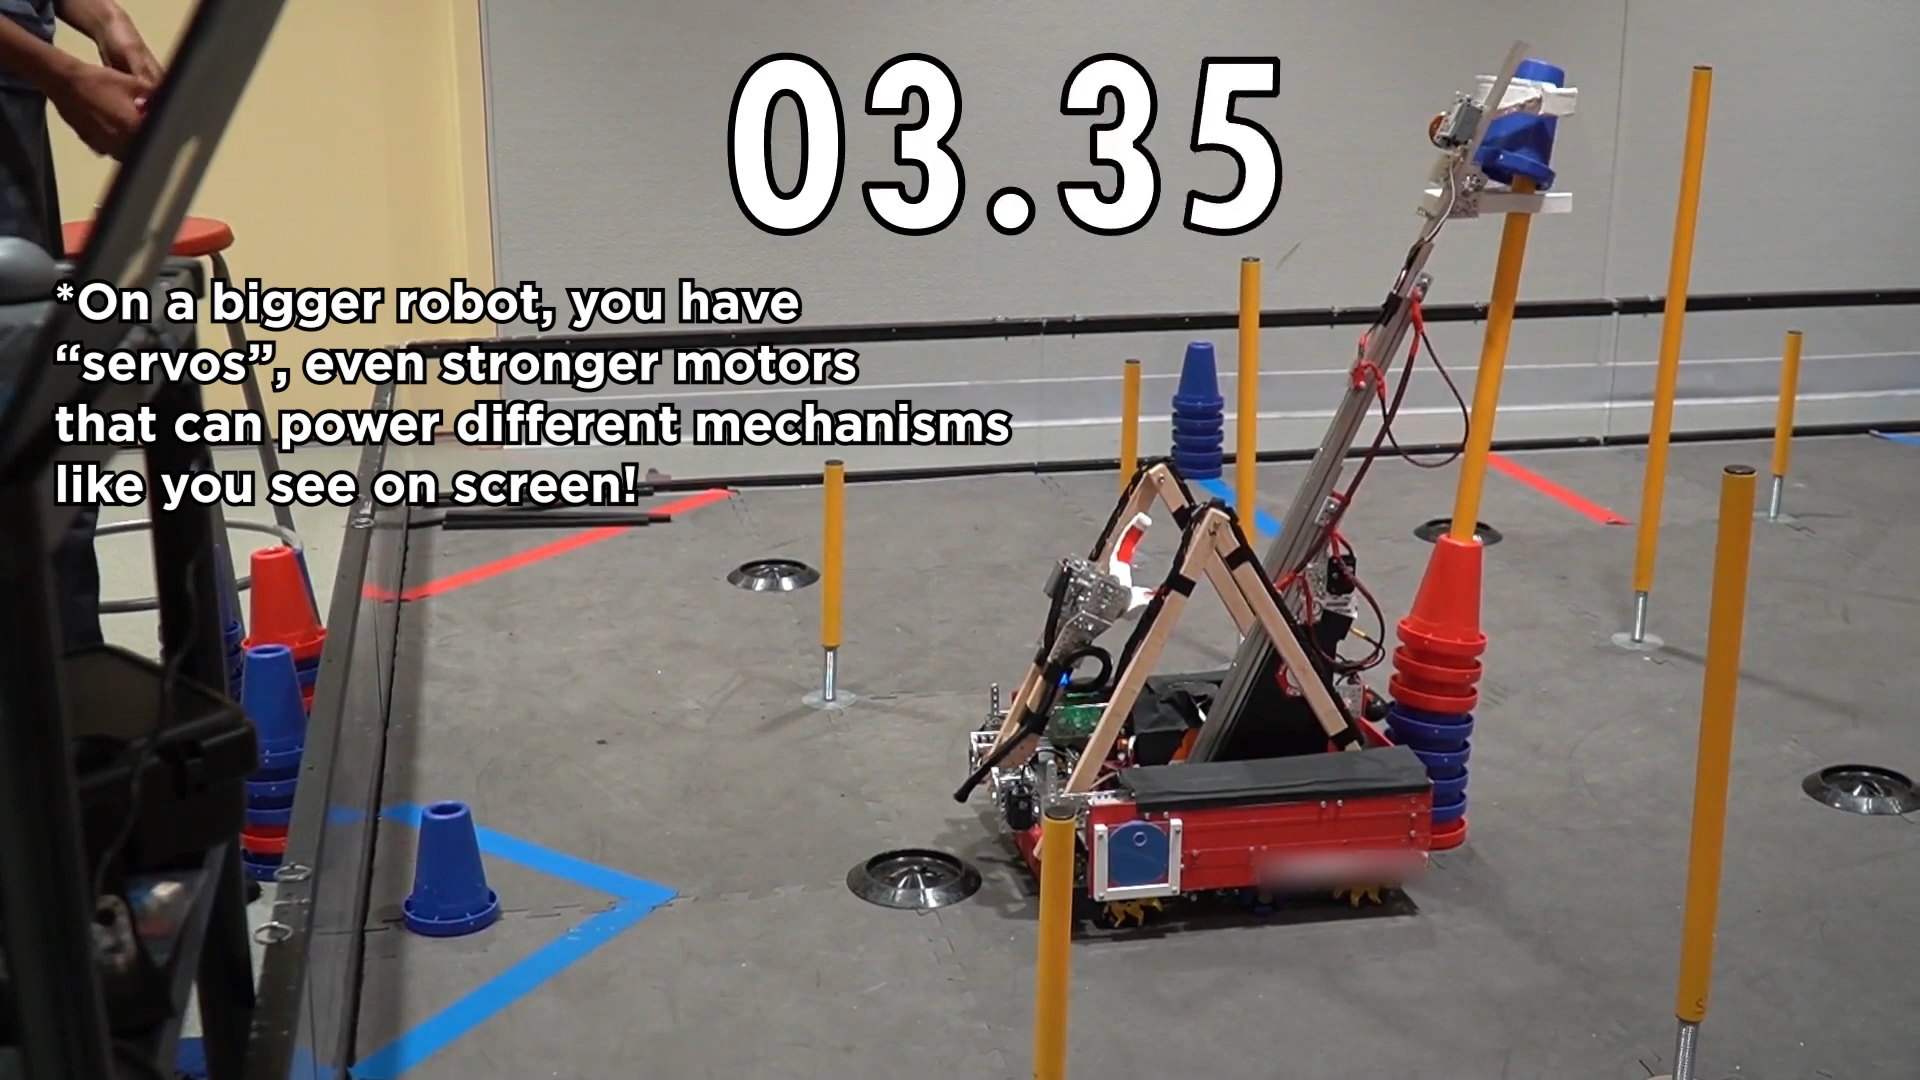 03.35
*On a bigger robot, you have
“servos”, even stronger motors
that can power different mechanisms
like you see on screen!